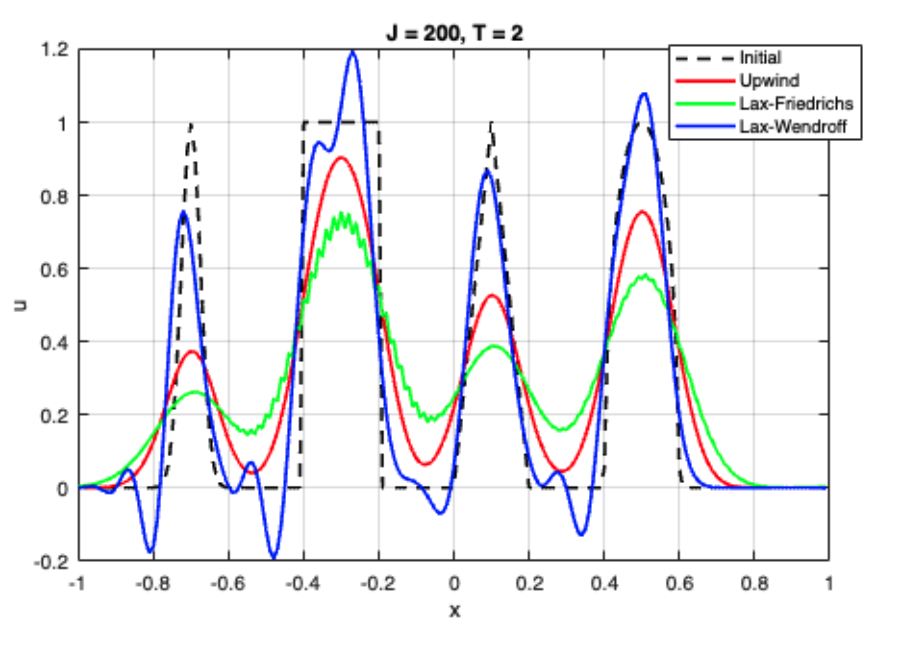 J = 200, T = 2
Initial
Upwind
Lax-Friedrichs
Lax-Wendroff
1.2
1
0.8
0.6
0.4
0.2
0
-0.2
u
-1 -0.8 -0.6 -0.4 -0.2 0 0.2 0.4 0.6 0.8 1
x